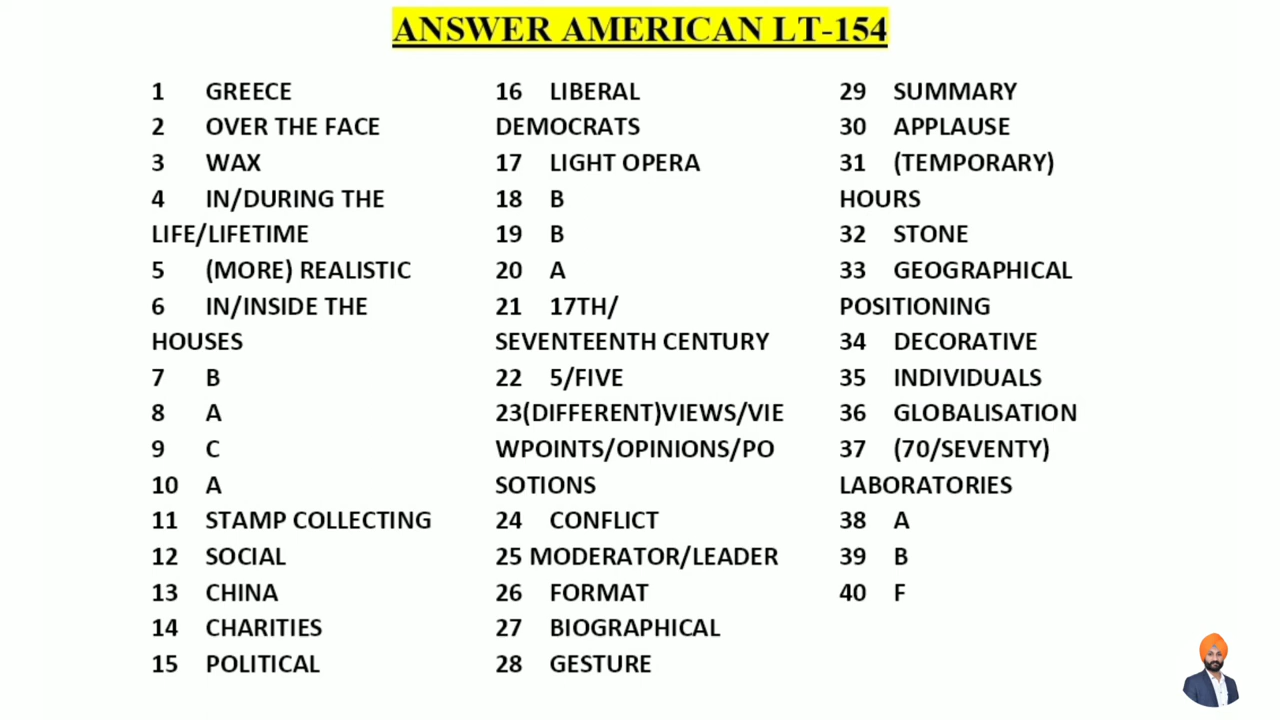 ANSWER AMERICAN LT-154
1 GREECE
2 OVER THE FACE
3 WAX
4 IN/DURING THE
LIFE/LIFETIME
5 (MORE) REALISTIC
6 IN/INSIDE THE
HOUSES
7 B
8 A
9 C
10 A
11 STAMP COLLECTING
12 SOCIAL
13 CHINA
14 CHARITIES
15 POLITICAL
16 LIBERAL
DEMOCRATS
17 LIGHT OPERA
18 B
19 B
20 A
21 17TH/
SEVENTEENTH CENTURY
22 5/FIVE
23(DIFFERENT)VIEWS/VIE
WPOINTS/OPINIONS/PO
SOTIONS
24 CONFLICT
25 MODERATOR/LEADER
26 FORMAT
27 BIOGRAPHICAL
28 GESTURE
29 SUMMARY
30 APPLAUSE
31 (TEMPORARY)
HOURS
32 STONE
33 GEOGRAPHICAL
POSITIONING
34 DECORATIVE
35 INDIVIDUALS
36 GLOBALISATION
37 (70/SEVENTY)
LABORATORIES
38 A
39 B
40 F